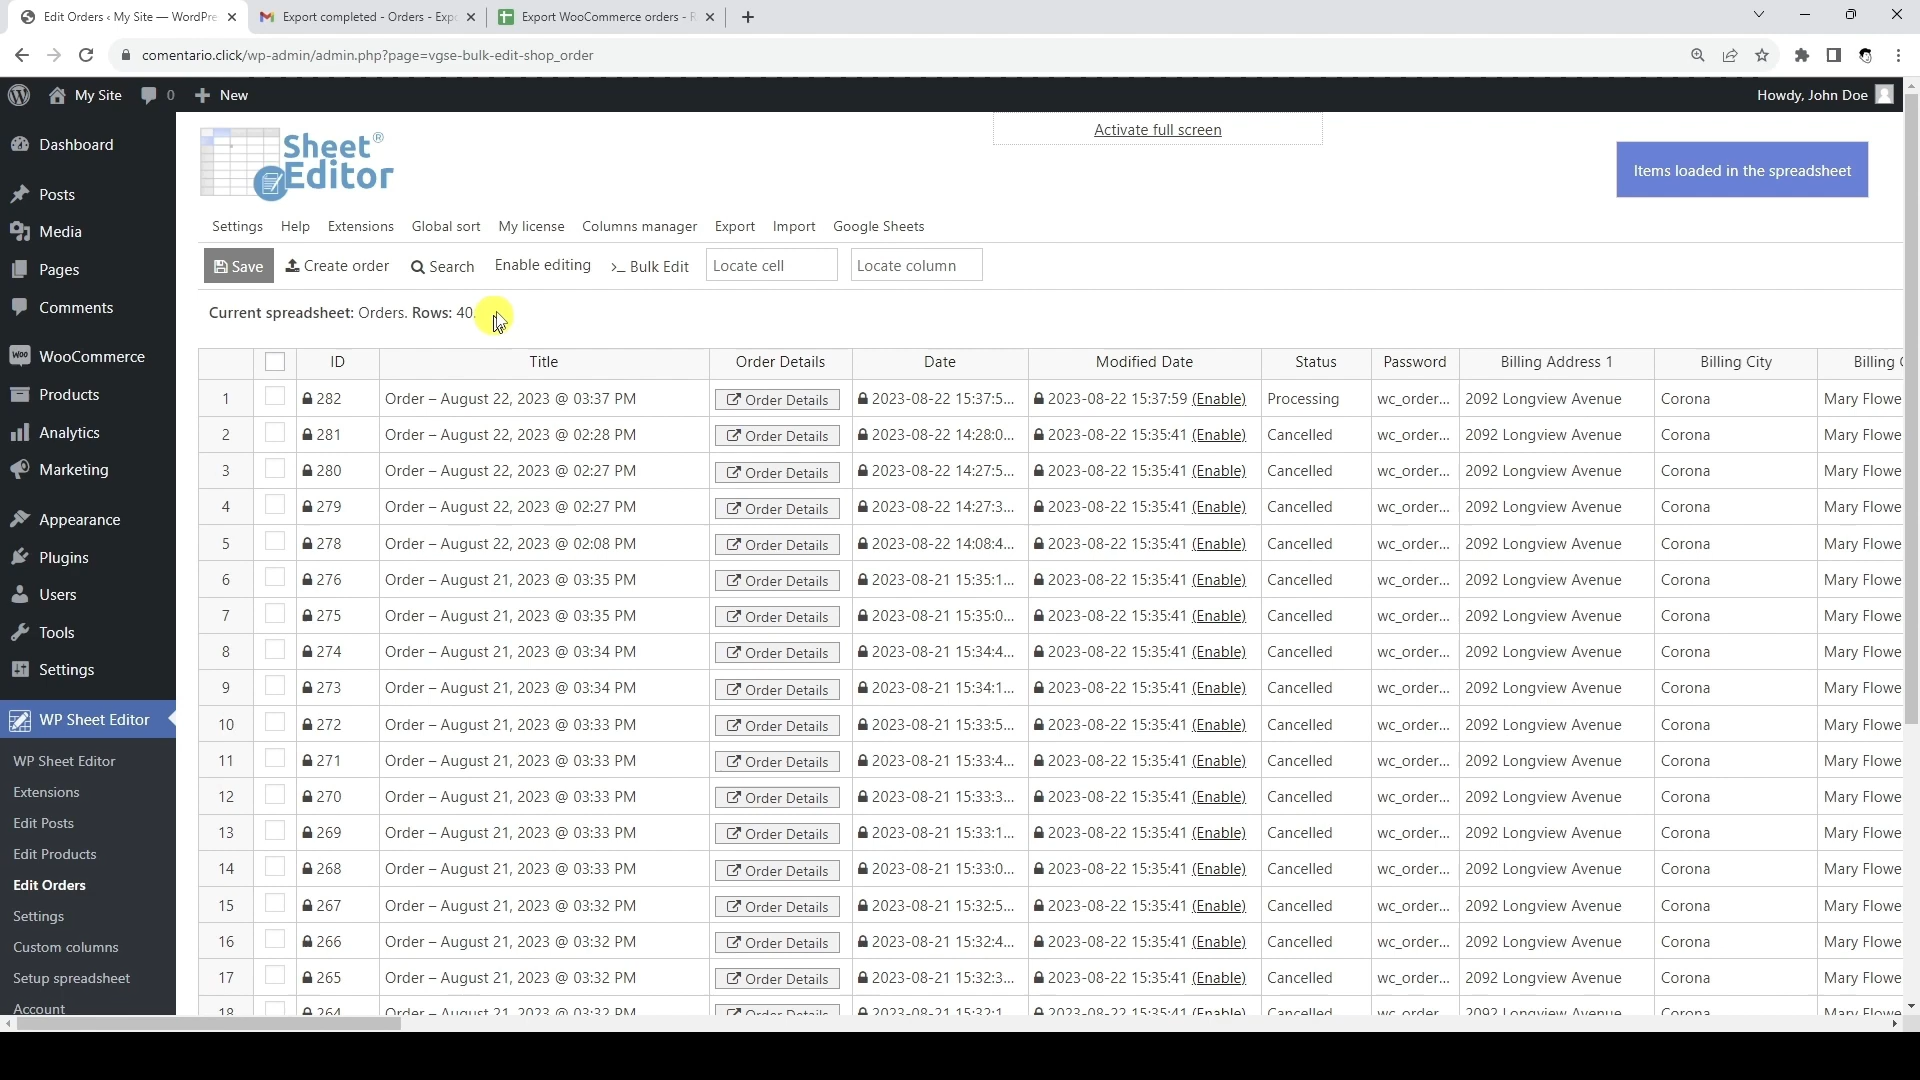 Edit Orders ‹ My Site — WordPre
Export completed - Orders - Expo
Export WooCommerce orders - R
comentario.click/wp-admin/admin.php?page=vgse-bulk-edit-shop_order
My Site 0 New Howdy, John Doe
Dashboard
Posts
Media
Pages
Comments
WooCommerce
Products
Analytics
Marketing
Appearance
Plugins
Users
Tools
Settings
WP Sheet Editor
WP Sheet Editor
Extensions
Edit Posts
Edit Products
Edit Orders
Settings
Custom columns
Setup spreadsheet
Account
Sheet®
Editor
Activate full screen
Items loaded in the spreadsheet
Settings Help Extensions Global sort My license Columns manager Export Import Google Sheets
Save Create order Search Enable editing >_ Bulk Edit Locate cell Locate column
Current spreadsheet: Orders. Rows: 40.
ID Title Order Details Date Modified Date Status Password Billing Address 1 Billing City Billing
1 282 Order – August 22, 2023 @ 03:37 PM Order Details 2023-08-22 15:37:5... 2023-08-22 15:37:59 (Enable) Processing wc_order... 2092 Longview Avenue Corona Mary Flowe
2 281 Order – August 22, 2023 @ 02:28 PM Order Details 2023-08-22 14:28:0... 2023-08-22 15:35:41 (Enable) Cancelled wc_order... 2092 Longview Avenue Corona Mary Flowe
3 280 Order – August 22, 2023 @ 02:27 PM Order Details 2023-08-22 14:27:5... 2023-08-22 15:35:41 (Enable) Cancelled wc_order... 2092 Longview Avenue Corona Mary Flowe
4 279 Order – August 22, 2023 @ 02:27 PM Order Details 2023-08-22 14:27:3... 2023-08-22 15:35:41 (Enable) Cancelled wc_order... 2092 Longview Avenue Corona Mary Flowe
5 278 Order – August 22, 2023 @ 02:08 PM Order Details 2023-08-22 14:08:4... 2023-08-22 15:35:41 (Enable) Cancelled wc_order... 2092 Longview Avenue Corona Mary Flowe
6 276 Order – August 21, 2023 @ 03:35 PM Order Details 2023-08-21 15:35:1... 2023-08-22 15:35:41 (Enable) Cancelled wc_order... 2092 Longview Avenue Corona Mary Flowe
7 275 Order – August 21, 2023 @ 03:35 PM Order Details 2023-08-21 15:35:0... 2023-08-22 15:35:41 (Enable) Cancelled wc_order... 2092 Longview Avenue Corona Mary Flowe
8 274 Order – August 21, 2023 @ 03:34 PM Order Details 2023-08-21 15:34:4... 2023-08-22 15:35:41 (Enable) Cancelled wc_order... 2092 Longview Avenue Corona Mary Flowe
9 273 Order – August 21, 2023 @ 03:34 PM Order Details 2023-08-21 15:34:1... 2023-08-22 15:35:41 (Enable) Cancelled wc_order... 2092 Longview Avenue Corona Mary Flowe
10 272 Order – August 21, 2023 @ 03:33 PM Order Details 2023-08-21 15:33:5... 2023-08-22 15:35:41 (Enable) Cancelled wc_order... 2092 Longview Avenue Corona Mary Flowe
11 271 Order – August 21, 2023 @ 03:33 PM Order Details 2023-08-21 15:33:4... 2023-08-22 15:35:41 (Enable) Cancelled wc_order... 2092 Longview Avenue Corona Mary Flowe
12 270 Order – August 21, 2023 @ 03:33 PM Order Details 2023-08-21 15:33:3... 2023-08-22 15:35:41 (Enable) Cancelled wc_order... 2092 Longview Avenue Corona Mary Flowe
13 269 Order – August 21, 2023 @ 03:33 PM Order Details 2023-08-21 15:33:1... 2023-08-22 15:35:41 (Enable) Cancelled wc_order... 2092 Longview Avenue Corona Mary Flowe
14 268 Order – August 21, 2023 @ 03:33 PM Order Details 2023-08-21 15:33:0... 2023-08-22 15:35:41 (Enable) Cancelled wc_order... 2092 Longview Avenue Corona Mary Flowe
15 267 Order – August 21, 2023 @ 03:32 PM Order Details 2023-08-21 15:32:5... 2023-08-22 15:35:41 (Enable) Cancelled wc_order... 2092 Longview Avenue Corona Mary Flowe
16 266 Order – August 21, 2023 @ 03:32 PM Order Details 2023-08-21 15:32:4... 2023-08-22 15:35:41 (Enable) Cancelled wc_order... 2092 Longview Avenue Corona Mary Flowe
17 265 Order – August 21, 2023 @ 03:32 PM Order Details 2023-08-21 15:32:3... 2023-08-22 15:35:41 (Enable) Cancelled wc_order... 2092 Longview Avenue Corona Mary Flowe
18 264 Order – August 21, 2023 @ 03:32 PM Order Details 2023-08-21 15:32:1... 2023-08-22 15:35:41 (Enable) Cancelled wc_order... 2092 Longview Avenue Corona Mary Flowe